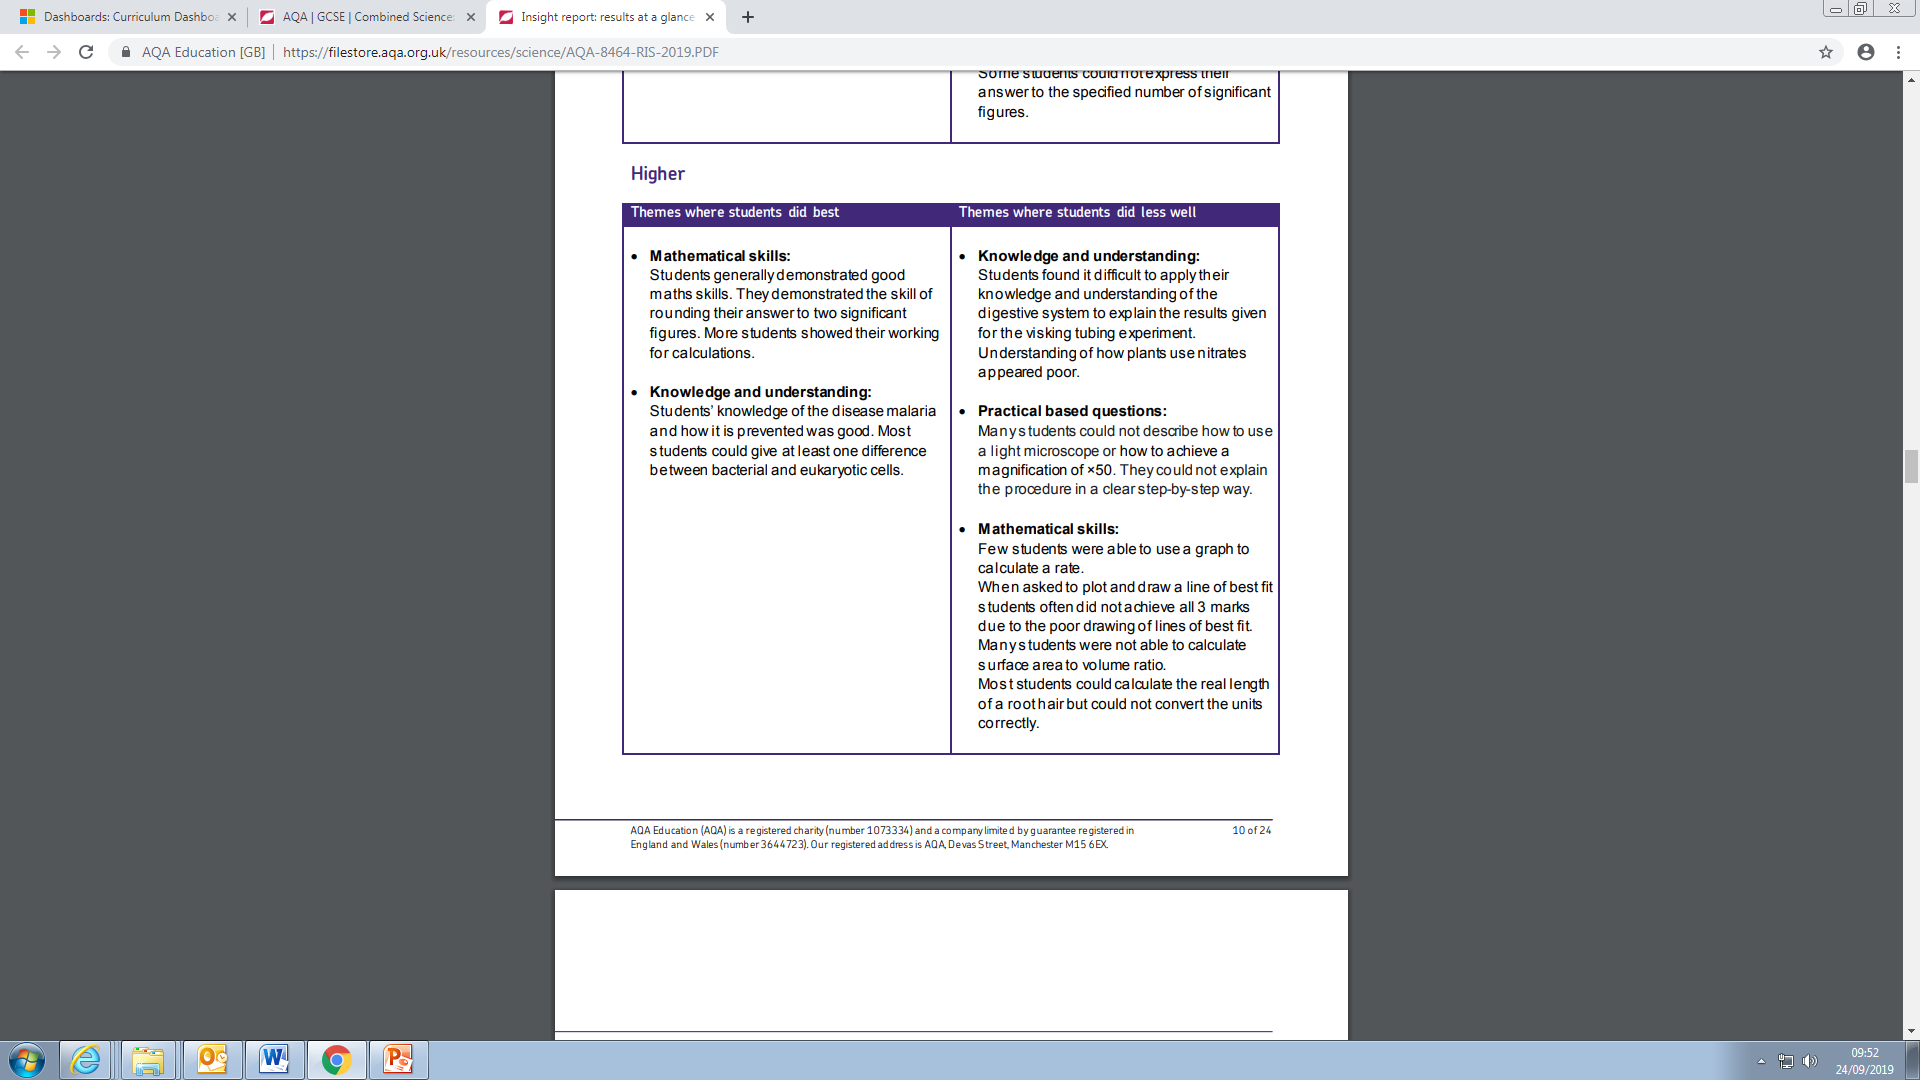 Dashboards: Curriculum Dashbo
AQA | GCSE | Combined Science:
Insight report: results at a glance
AQA Education [GB]
https://filestore.aqa.org.uk/resources/science/AQA-8464-RIS-2019.PDF
Some students could not express their
answer to the specified number of significant
figures.
Higher
Themes where students did best
Themes where students did less well
• Mathematical skills:
Students generally demonstrated good
maths skills. They demonstrated the skill of
rounding their answer to two significant
figures. More students showed their working
for calculations.
• Knowledge and understanding:
Students' knowledge of the disease malaria
and how it is prevented was good. Most
students could give at least one difference
between bacterial and eukaryotic cells.
• Knowledge and understanding:
Students found it difficult to apply their
knowledge and understanding of the
digestive system to explain the results given
for the visking tubing experiment.
Understanding of how plants use nitrates
appeared poor.
• Practical based questions:
Many students could not describe how to use
a light microscope or how to achieve a
magnification of ×50. They could not explain
the procedure in a clear step-by-step way.
• Mathematical skills:
Few students were able to use a graph to
calculate a rate.
When asked to plot and draw a line of best fit
students often did not achieve all 3 marks
due to the poor drawing of lines of best fit.
Many students were not able to calculate
surface area to volume ratio.
Most students could calculate the real length
of a root hair but could not convert the units
correctly.
AQA Education (AQA) is a registered charity (number 1073334) and a company limited by guarantee registered in
England and Wales (number 3644723). Our registered address is AQA, Devas Street, Manchester M15 6EX.
10 of 24
09:52
24/09/2019